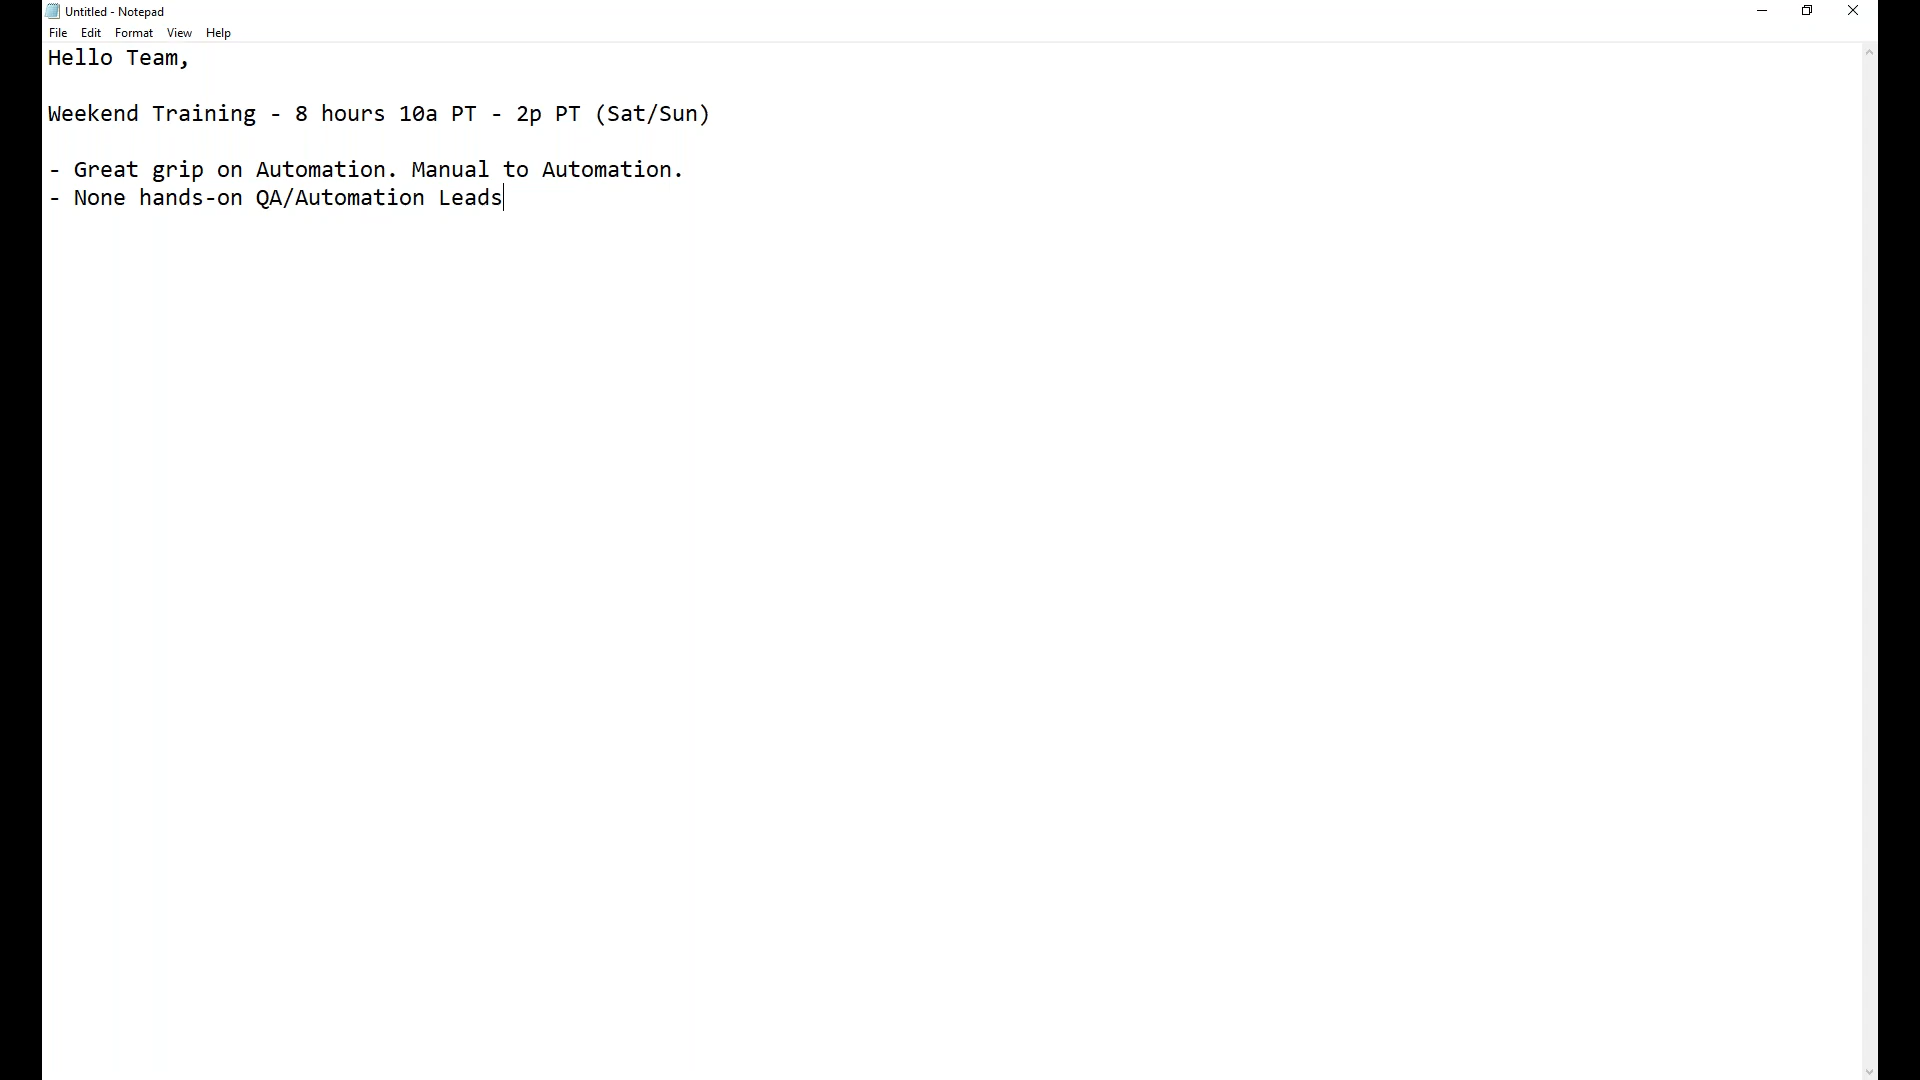 Untitled - Notepad
File Edit Format View Help
Hello Team,
Weekend Training - 8 hours 10a PT - 2p PT (Sat/Sun)
- Great grip on Automation. Manual to Automation.
- None hands-on QA/Automation Leads